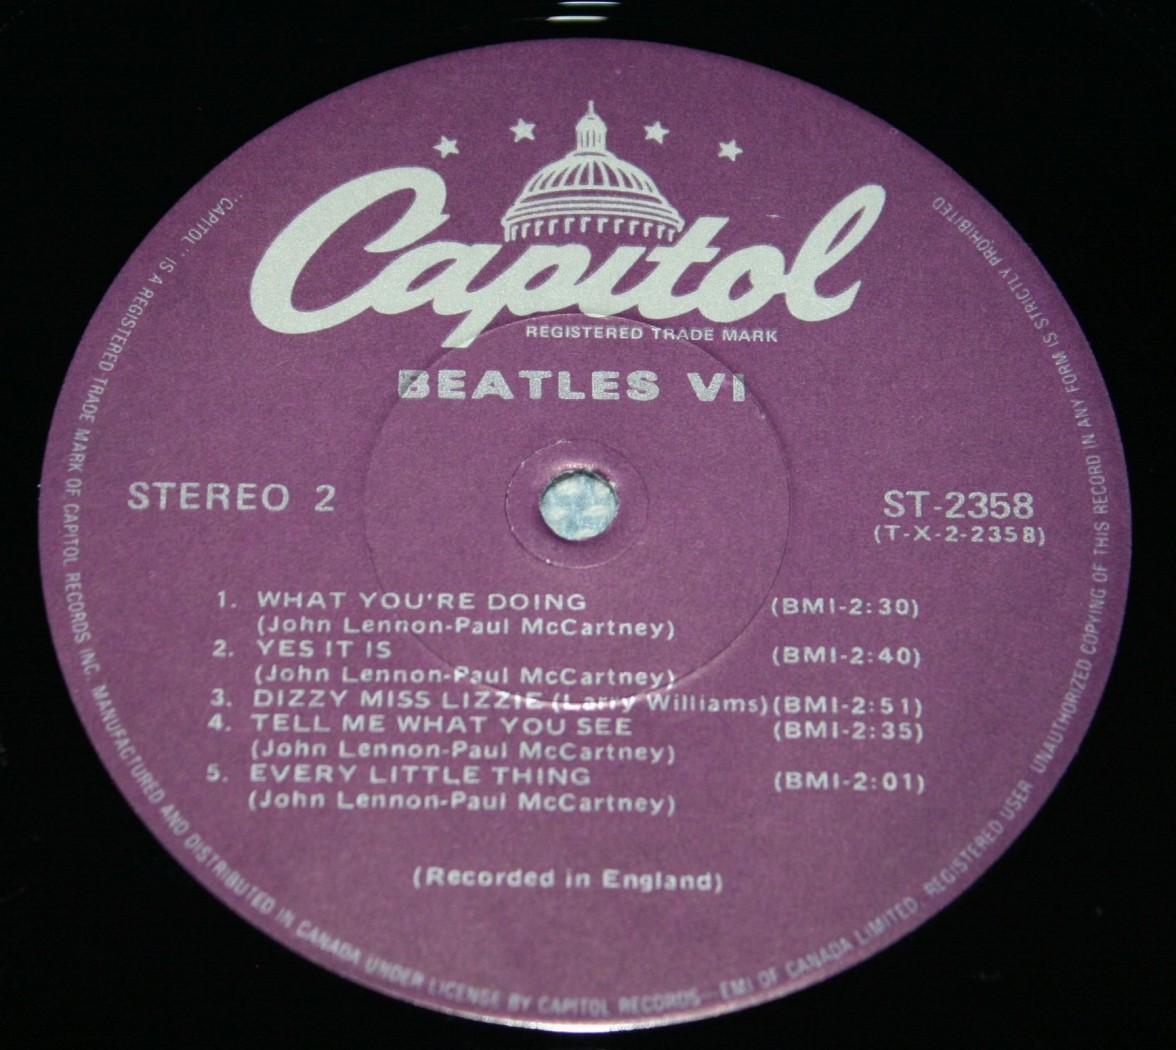 Capitol
REGISTERED TRADE MARK
BEATLES VI
STEREO 2
ST-2358
(T-X-2-2358)
1. WHAT YOU'RE DOING (BMI-2:30)
(John Lennon-Paul McCartney)
2. YES IT IS (BMI-2:40)
(John Lennon-Paul McCartney)
3. DIZZY MISS LIZZIE (Larry Williams) (BMI-2:51)
4. TELL ME WHAT YOU SEE (BMI-2:35)
(John Lennon-Paul McCartney)
5. EVERY LITTLE THING (BMI-2:01)
(John Lennon-Paul McCartney)
(Recorded in England)
"CAPITOL" IS A REGISTERED TRADE MARK OF CAPITOL RECORDS INC. MANUFACTURED AND DISTRIBUTED IN CANADA UNDER LICENSE BY CAPITOL RECORDS - EMI OF CANADA LIMITED, REGISTERED USER. UNAUTHORIZED COPYING OF THIS RECORD IN ANY FORM IS STRICTLY PROHIBITED